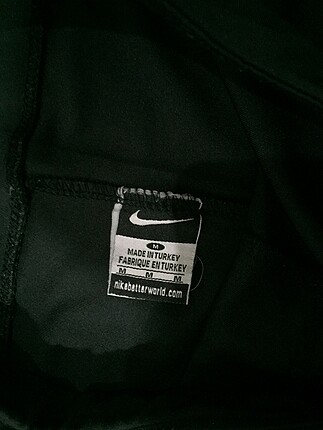 M
MADE IN TURKEY
FABRIQUE EN TURKEY
M M M
nikebetterworld.com